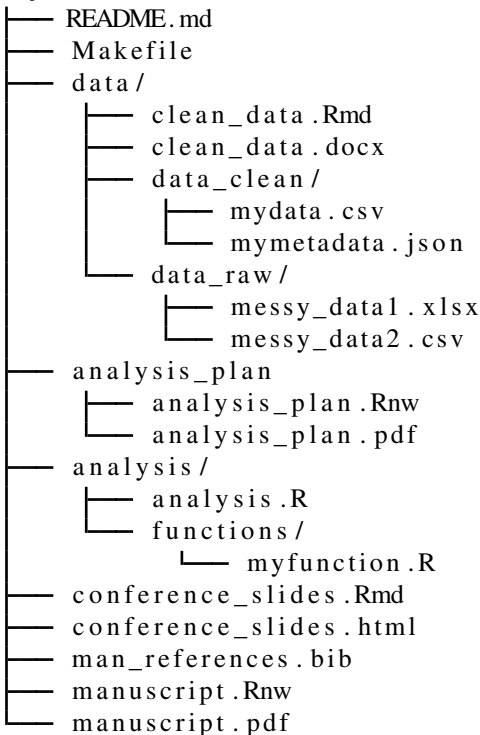 README.md
Makefile
data/
clean_data.Rmd
clean_data.docx
data_clean/
mydata.csv
mymetadata.json
data_raw/
messy_data1.xlsx
messy_data2.csv
analysis_plan
analysis_plan.Rnw
analysis_plan.pdf
analysis/
analysis.R
functions/
myfunction.R
conference_slides.Rmd
conference_slides.html
man_references.bib
manuscript.Rnw
manuscript.pdf